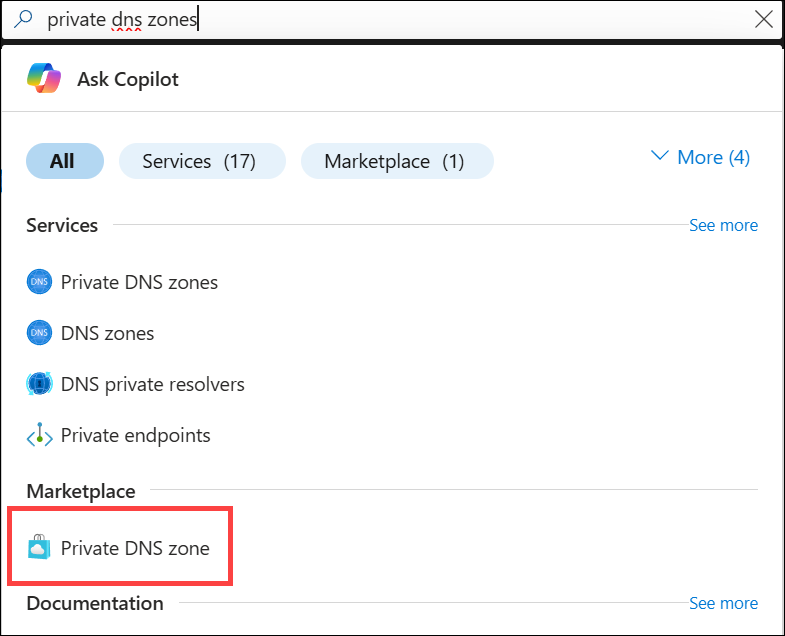 private dns zones
Ask Copilot
All Services (17) Marketplace (1) More (4)
Services See more
DNS Private DNS zones
DNS DNS zones
DNS private resolvers
Private endpoints
Marketplace
Private DNS zone
Documentation See more